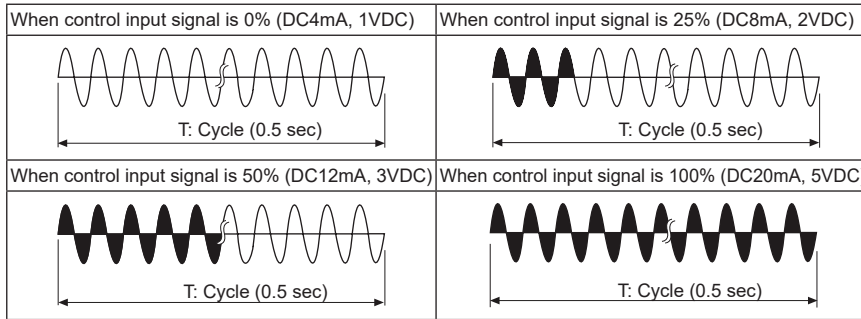 When control input signal is 0% (DC4mA, 1VDC)
When control input signal is 25% (DC8mA, 2VDC)
T: Cycle (0.5 sec)
T: Cycle (0.5 sec)
When control input signal is 50% (DC12mA, 3VDC)
When control input signal is 100% (DC20mA, 5VDC
T: Cycle (0.5 sec)
T: Cycle (0.5 sec)